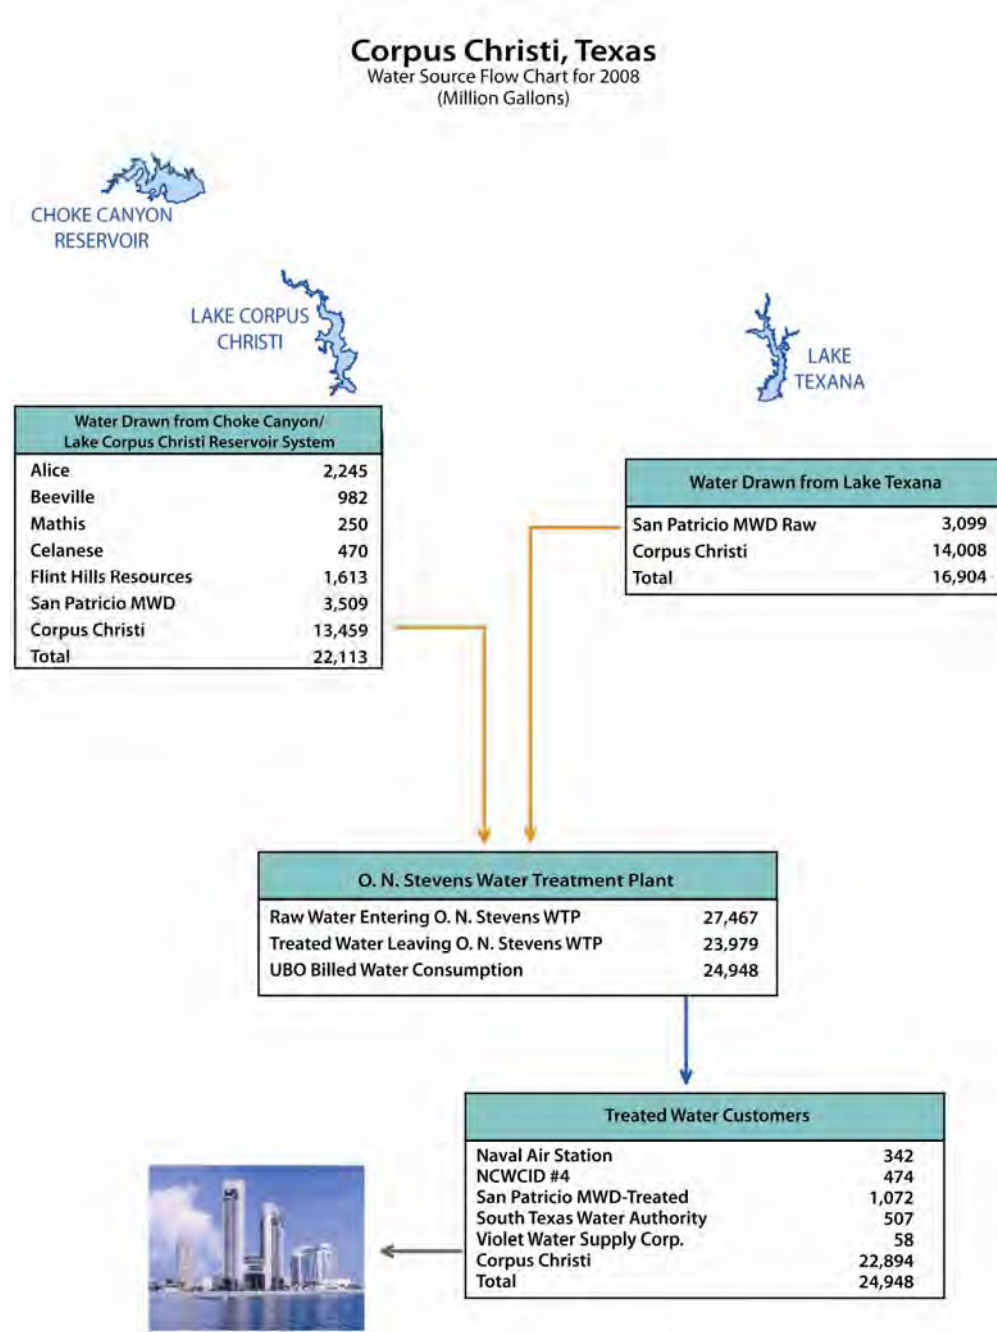 Corpus Christi, Texas
Water Source Flow Chart for 2008
(Million Gallons)
CHOKE CANYON
RESERVOIR
LAKE CORPUS
CHRISTI
LAKE
TEXANA
Water Drawn from Choke Canyon/
Lake Corpus Christi Reservoir System
Alice 2,245
Beeville 982
Mathis 250
Celanese 470
Flint Hills Resources 1,613
San Patricio MWD 3,509
Corpus Christi 13,459
Total 22,113
Water Drawn from Lake Texana
San Patricio MWD Raw 3,099
Corpus Christi 14,008
Total 16,904
O. N. Stevens Water Treatment Plant
Raw Water Entering O. N. Stevens WTP 27,467
Treated Water Leaving O. N. Stevens WTP 23,979
UBO Billed Water Consumption 24,948
Treated Water Customers
Naval Air Station 342
NCWCID #4 474
San Patricio MWD-Treated 1,072
South Texas Water Authority 507
Violet Water Supply Corp. 58
Corpus Christi 22,894
Total 24,948